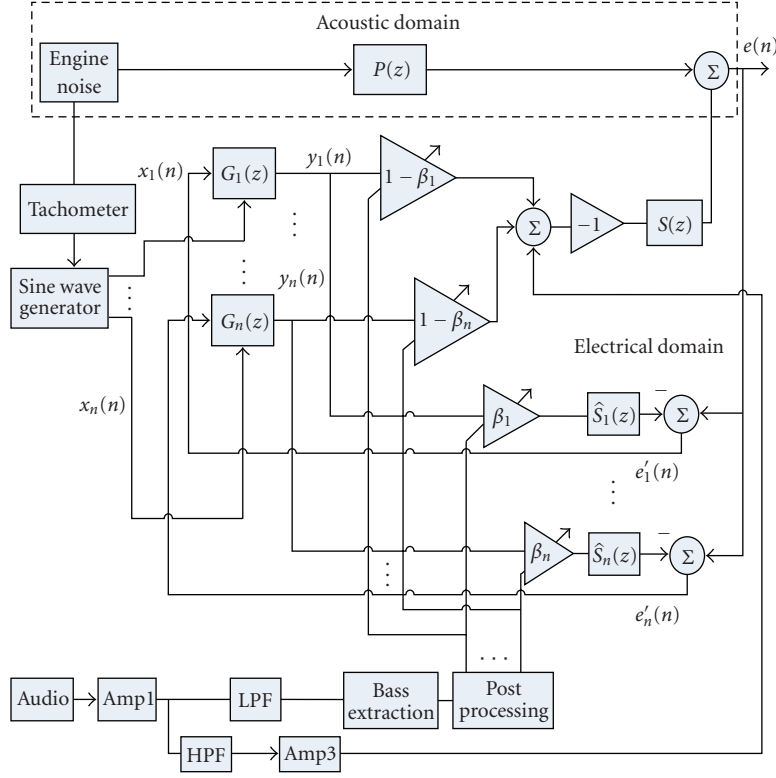 Acoustic domain
Engine
noise
P(z)
Σ
e(n)
x₁(n)
G₁(z)
y₁(n)
1 − β₁
Tachometer
Σ
−1
S(z)
Sine wave
generator
yₙ(n)
Gₙ(z)
1 − βₙ
Electrical domain
xₙ(n)
β₁
Ŝ₁(z)
−
Σ
e′₁(n)
βₙ
Ŝₙ(z)
−
Σ
e′ₙ(n)
Audio
Amp1
LPF
Bass
extraction
Post
processing
HPF
Amp3